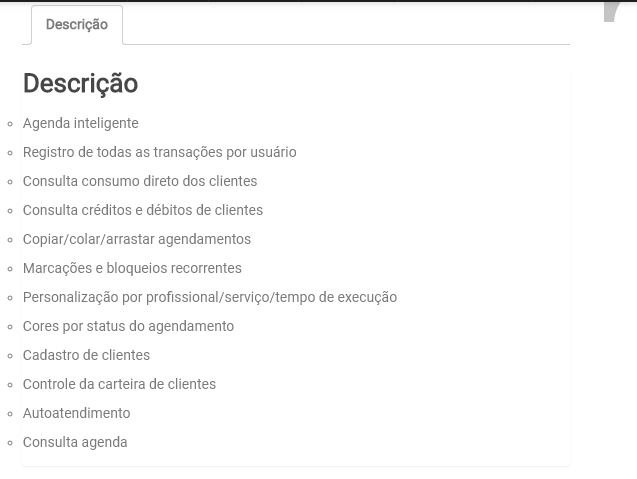 Descrição
Descrição
Agenda inteligente
Registro de todas as transações por usuário
Consulta consumo direto dos clientes
Consulta créditos e débitos de clientes
Copiar/colar/arrastar agendamentos
Marcações e bloqueios recorrentes
Personalização por profissional/serviço/tempo de execução
Cores por status do agendamento
Cadastro de clientes
Controle da carteira de clientes
Autoatendimento
Consulta agenda